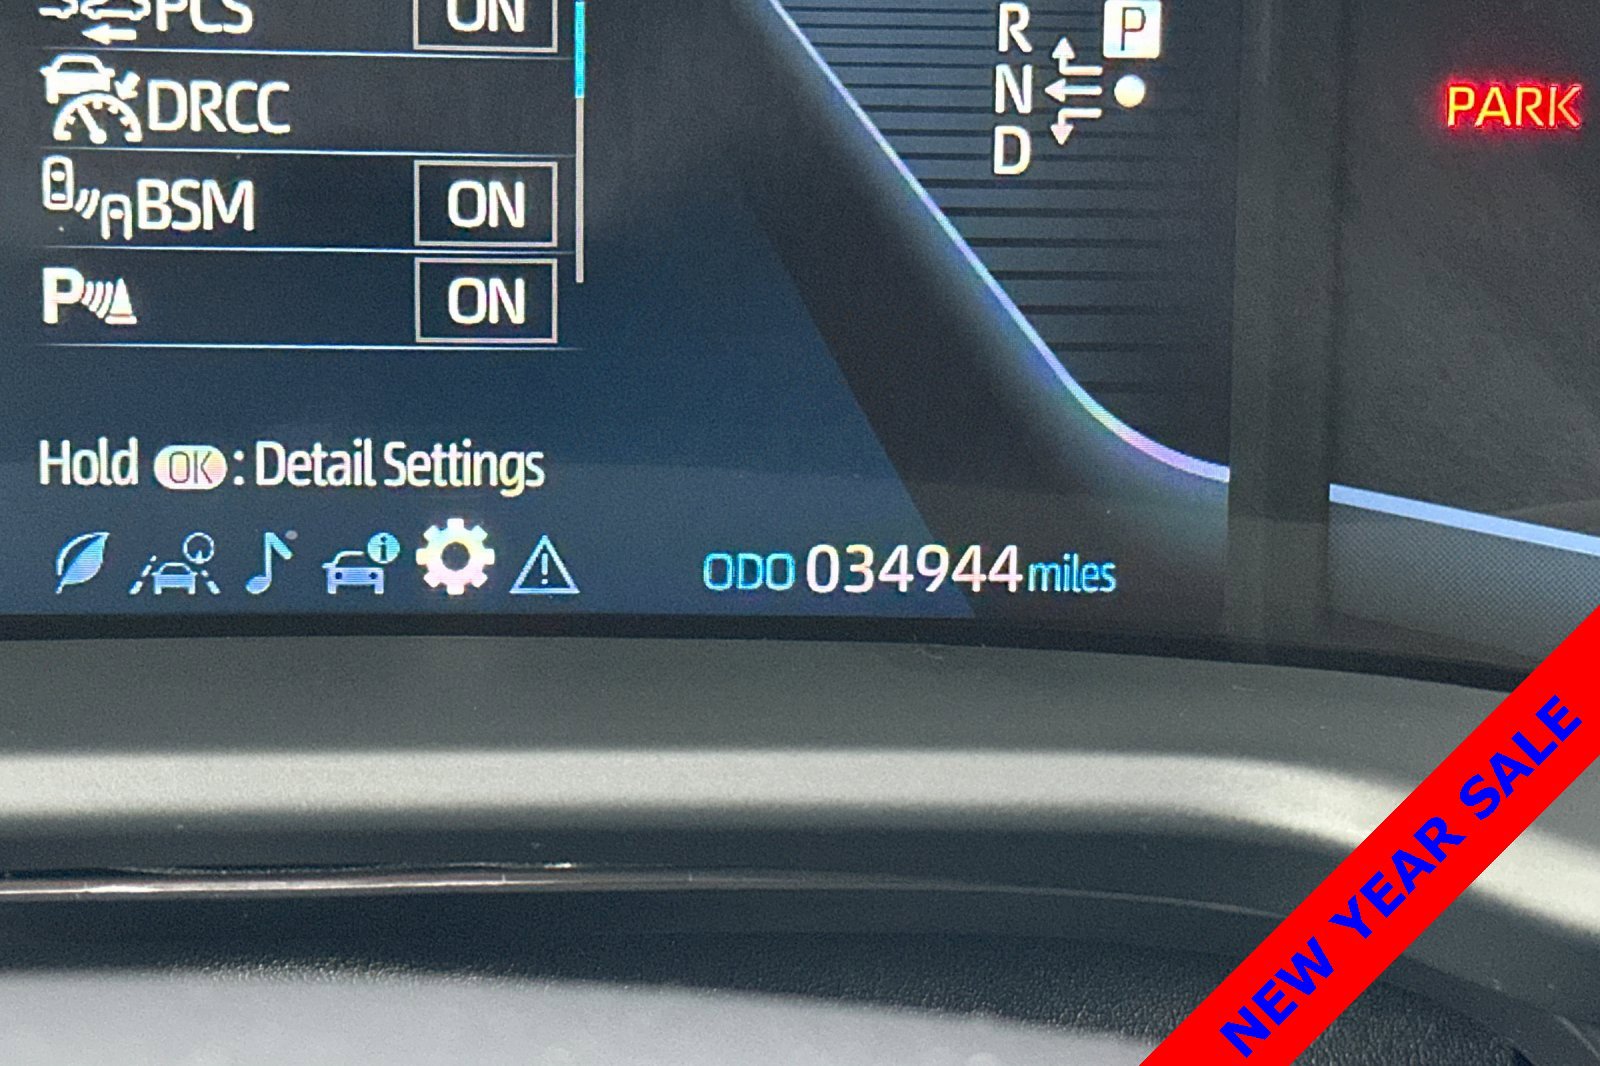 PCS ON
DRCC
BSM ON
P ON
Hold OK : Detail Settings
ODO 034944 miles
R
N
D
P
PARK
NEW YEAR SALE